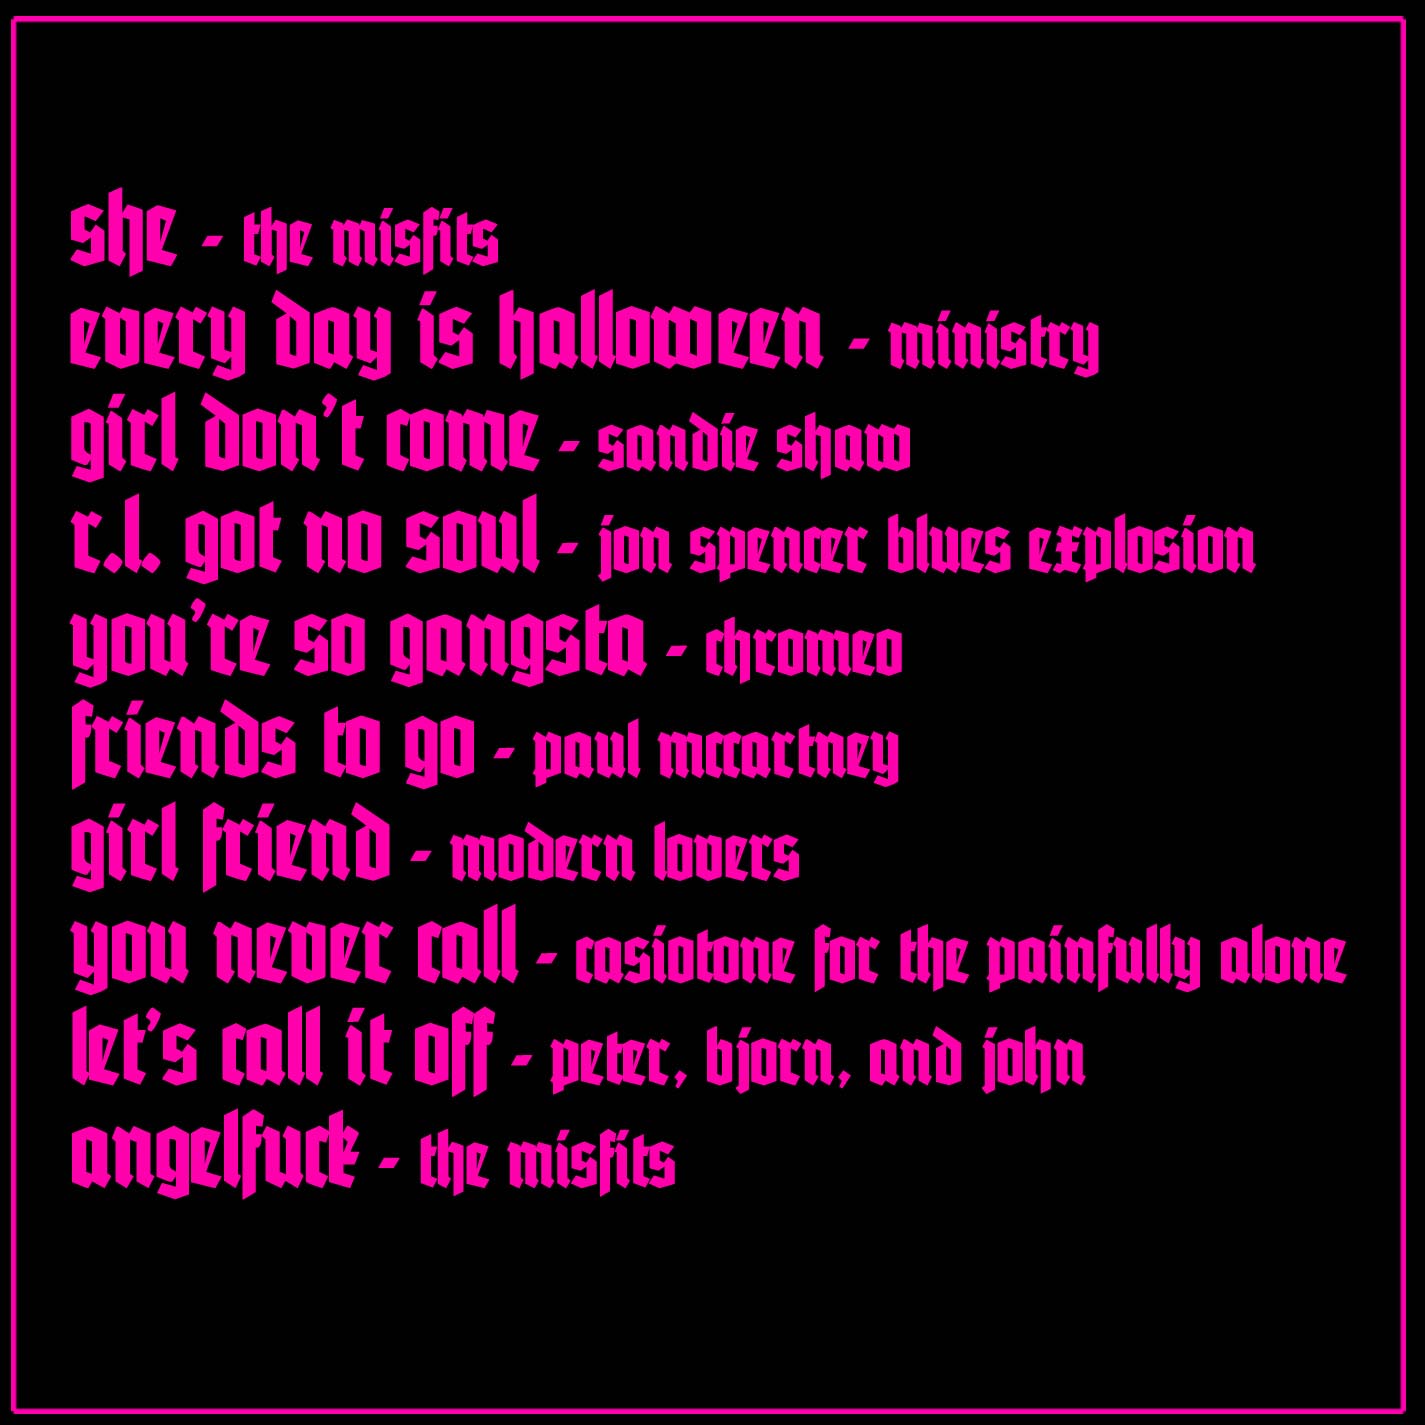 she - the misfits
every day is halloween - ministry
girl don't come - sandie shaw
r.l. got no soul - jon spencer blues explosion
you're so gangsta - chromeo
friends to go - paul mccartney
girl friend - modern lovers
you never call - casiotone for the painfully alone
let's call it off - peter, bjorn, and john
angelfuck - the misfits